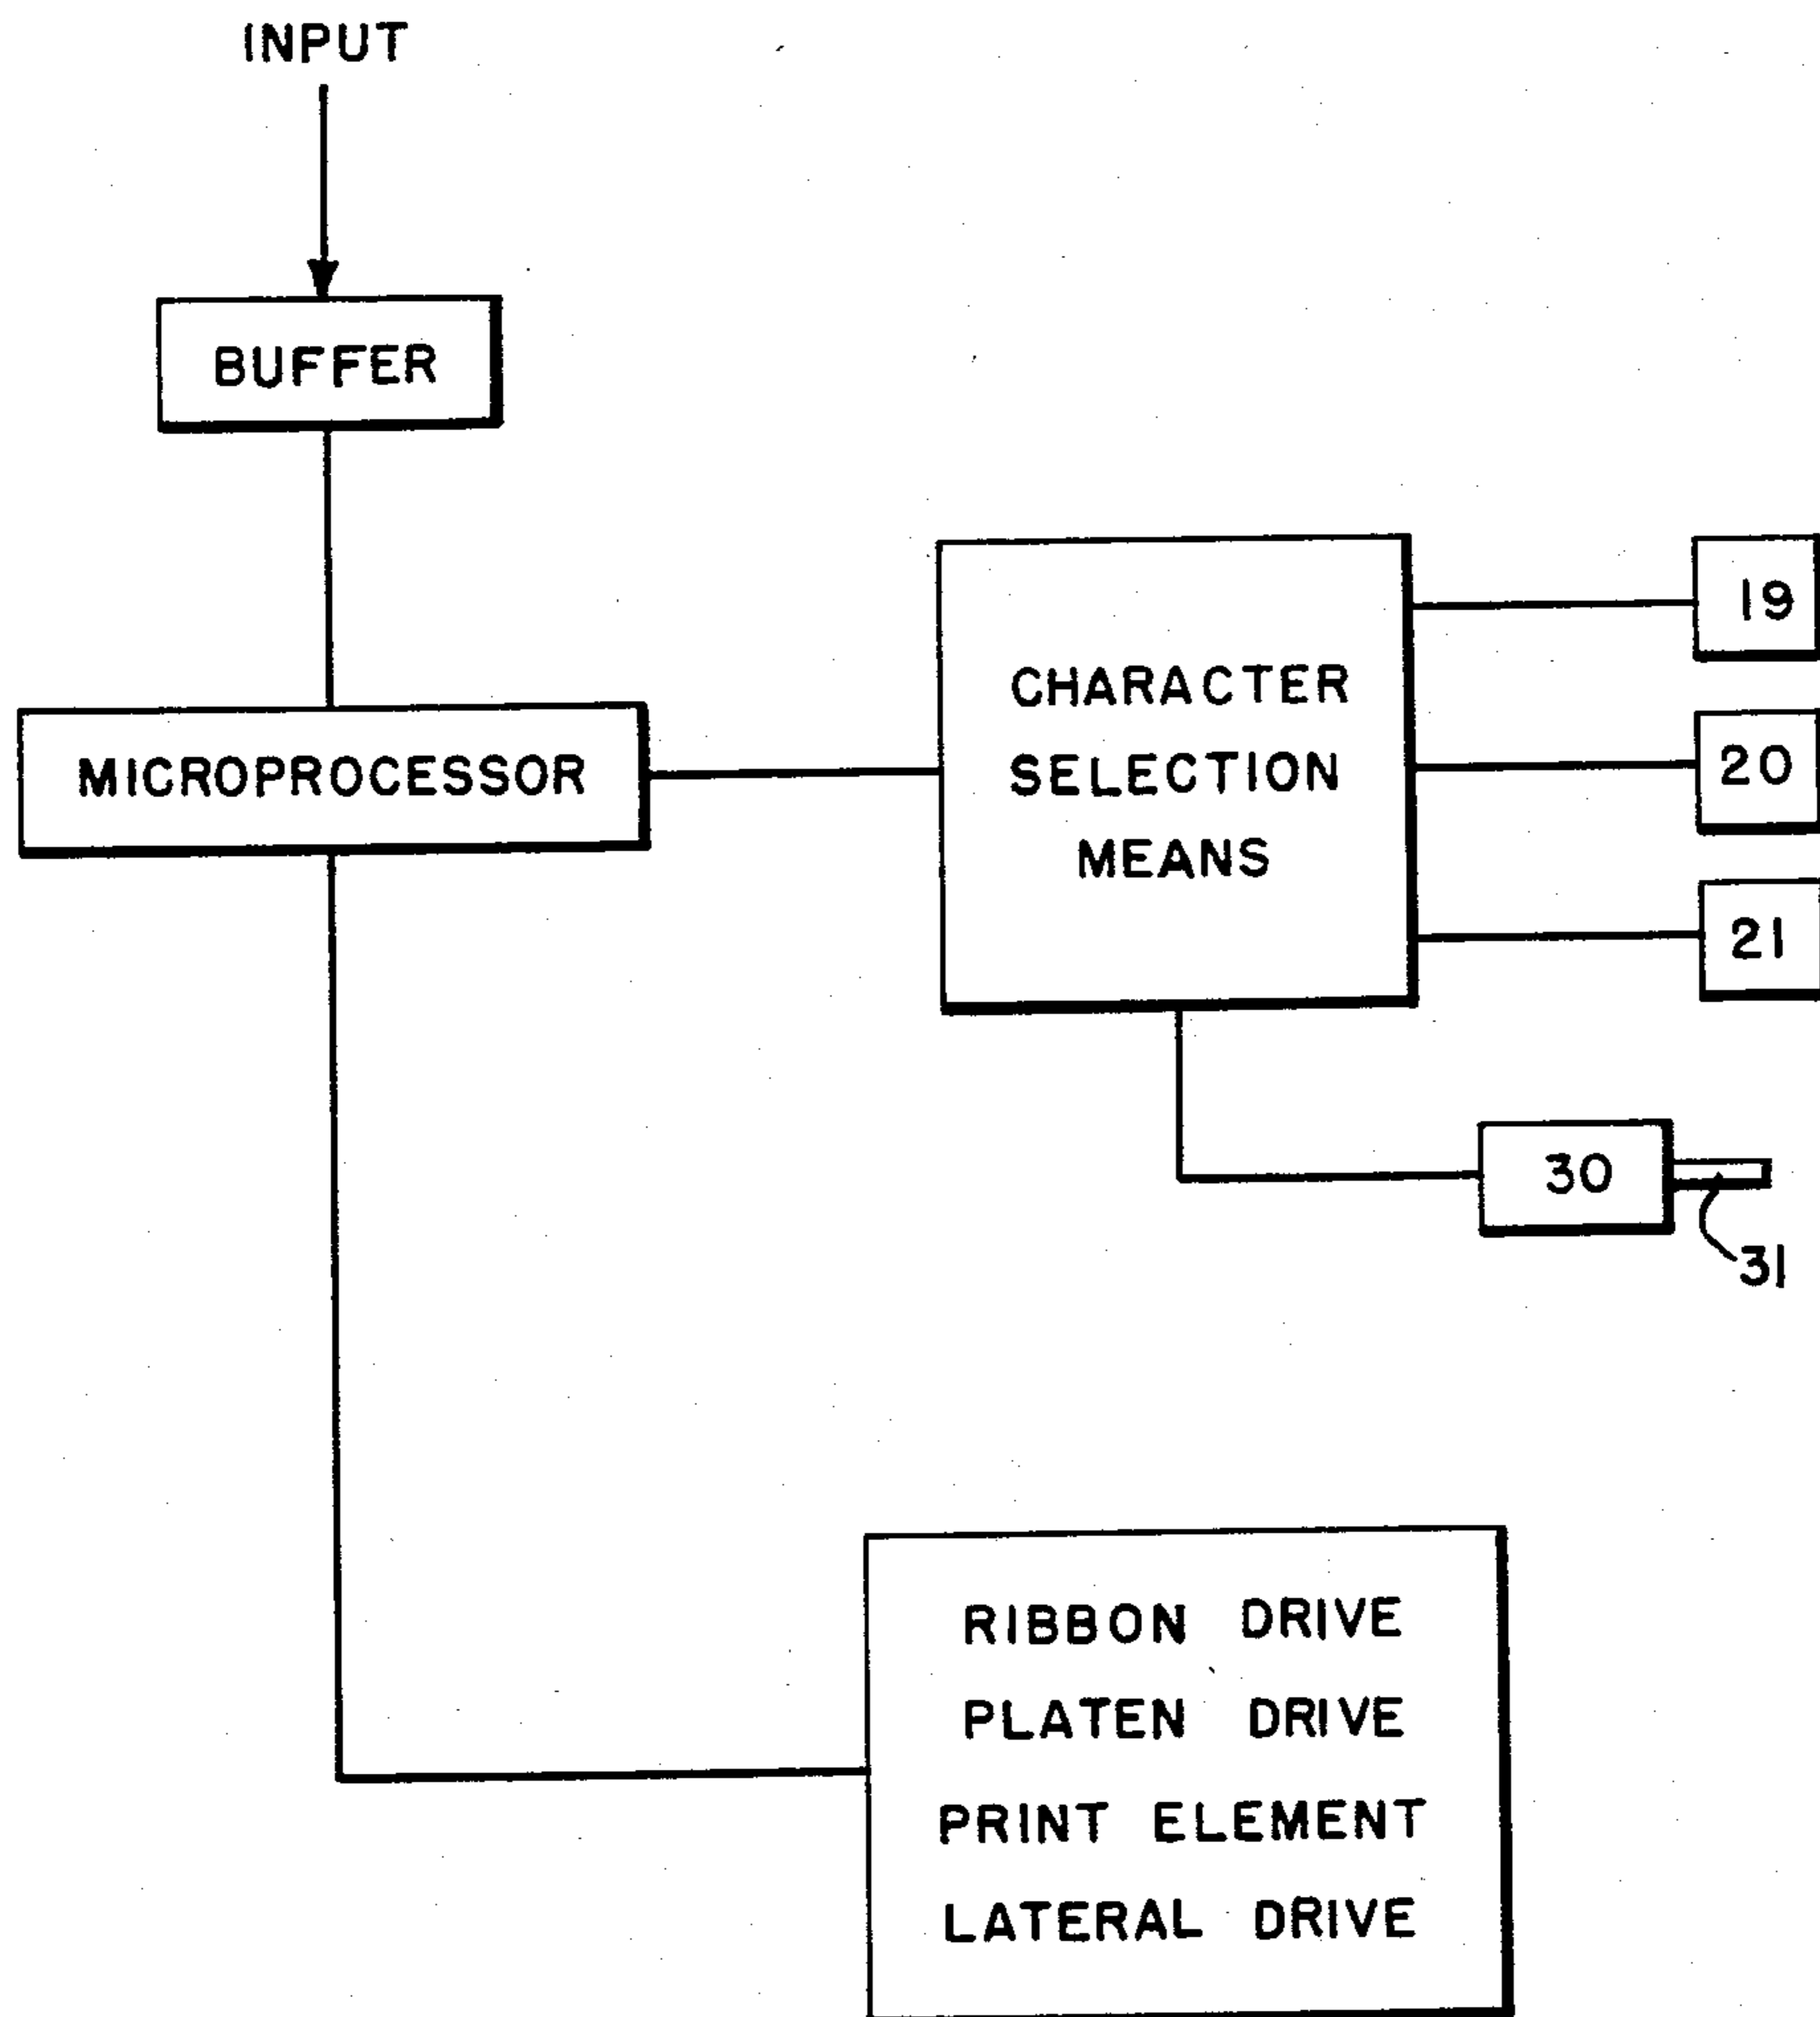 INPUT
BUFFER
MICROPROCESSOR
CHARACTER
SELECTION
MEANS
19
20
21
30
31
RIBBON DRIVE
PLATEN DRIVE
PRINT ELEMENT
LATERAL DRIVE